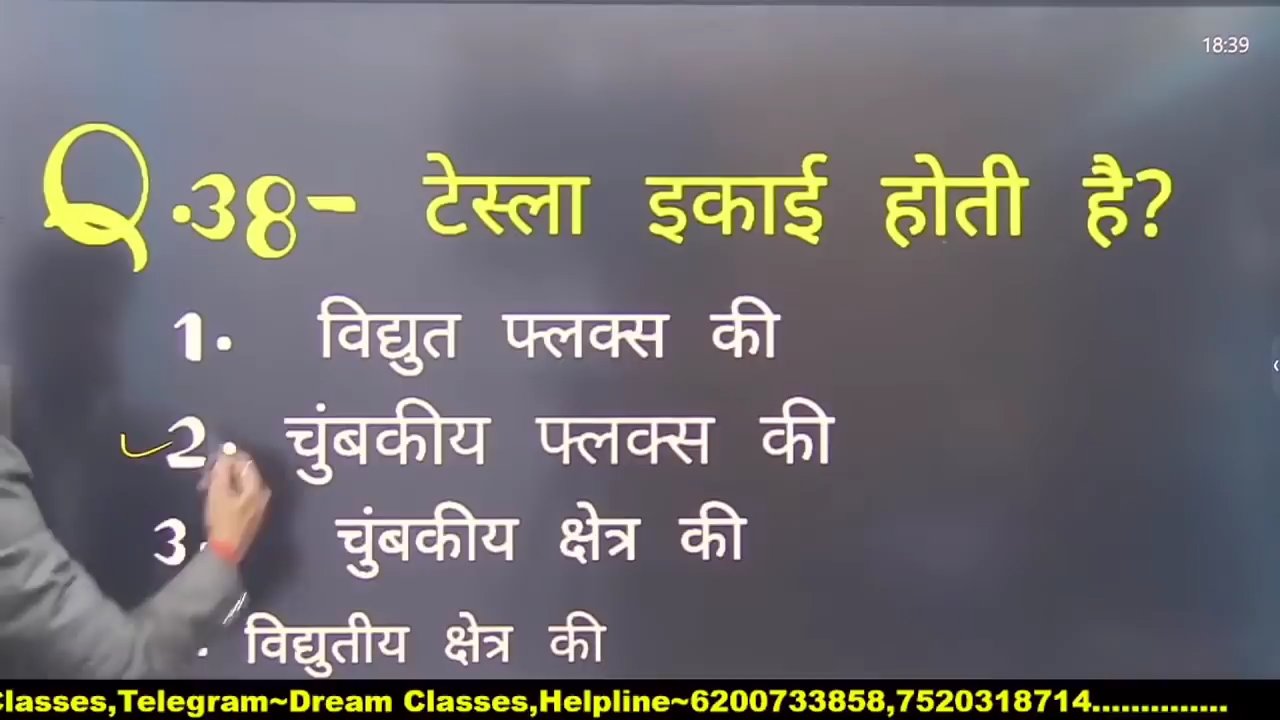 18:39
Q.38- टेस्ला इकाई होती है?
1. विद्युत फ्लक्स की
2. चुंबकीय फ्लक्स की
3. चुंबकीय क्षेत्र की
. विद्युतीय क्षेत्र की
Classes,Telegram~Dream Classes,Helpline~6200733858,7520318714..............